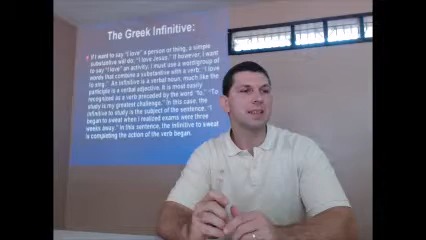 The Greek Infinitive:
If I want to say "I love" a person or thing, a simple
substantive will do, "I love Jesus." If however, I want
to say "I love" an activity, I must use a word/group of
words that combine a substantive with a verb, "I love
to sing." An infinitive is a verbal noun, much like the
participle is a verbal adjective. It is most easily
recognized as a verb preceded by the word "to." "To
study is my greatest challenge." In this case, the
infinitive to study is the subject of the sentence. "I
began to sweat when I realized exams were three
weeks away." In this sentence, the infinitive to sweat
is completing the action of the verb began.